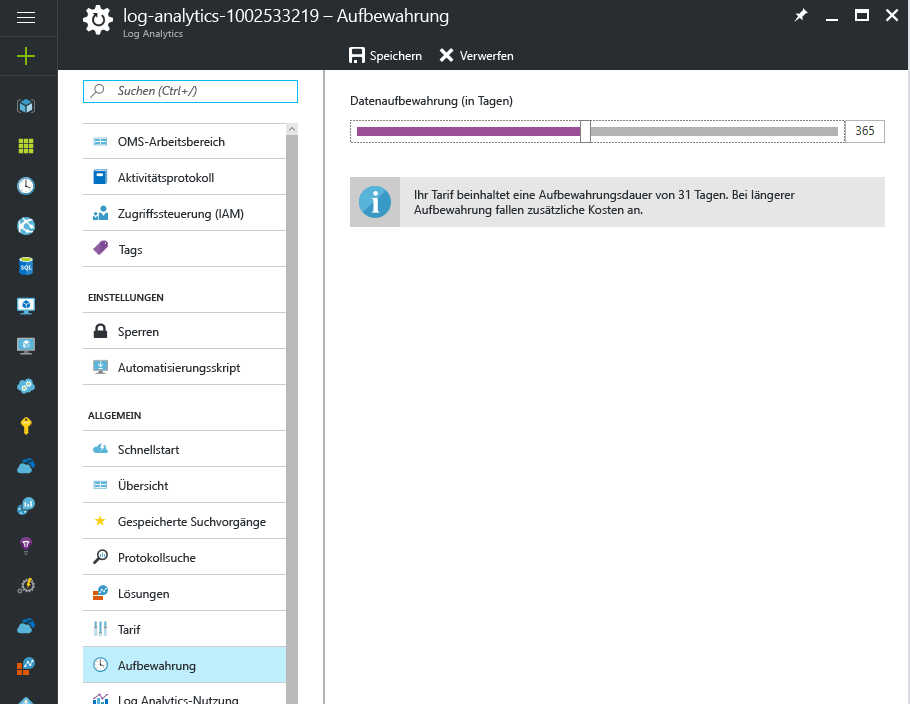 log-analytics-1002533219 – Aufbewahrung
Log Analytics
Speichern Verwerfen
Suchen (Ctrl+/)
OMS-Arbeitsbereich
Aktivitätsprotokoll
Zugriffssteuerung (IAM)
Tags
EINSTELLUNGEN
Sperren
Automatisierungsskript
ALLGEMEIN
Schnellstart
Übersicht
Gespeicherte Suchvorgänge
Protokollsuche
Lösungen
Tarif
Aufbewahrung
Log Analytics-Nutzung
Datenaufbewahrung (in Tagen)
365
Ihr Tarif beinhaltet eine Aufbewahrungsdauer von 31 Tagen. Bei längerer
Aufbewahrung fallen zusätzliche Kosten an.
SQL